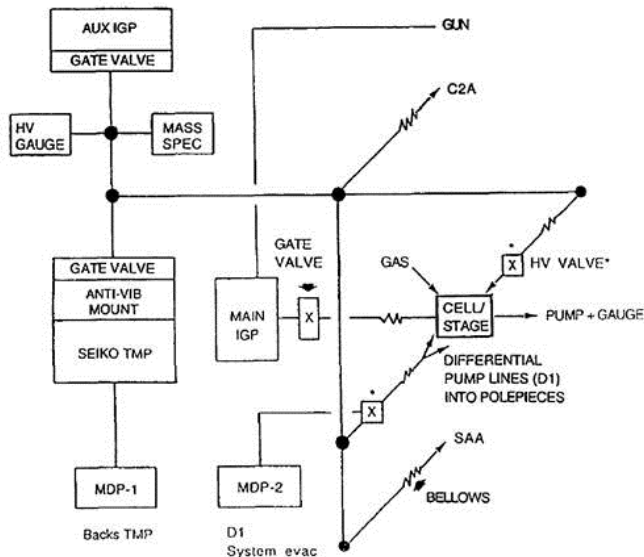 AUX IGP
GATE VALVE
GUN
C2A
HV
GAUGE
MASS
SPEC
GATE VALVE
ANTI-VIB
MOUNT
SEIKO TMP
GATE
VALVE
X
MAIN
IGP
GAS
*
X
HV VALVE*
CELL/
STAGE
PUMP + GAUGE
DIFFERENTIAL
PUMP LINES (D1)
INTO POLEPIECES
*
X
SAA
BELLOWS
MDP-1
MDP-2
Backs TMP
D1
System evac